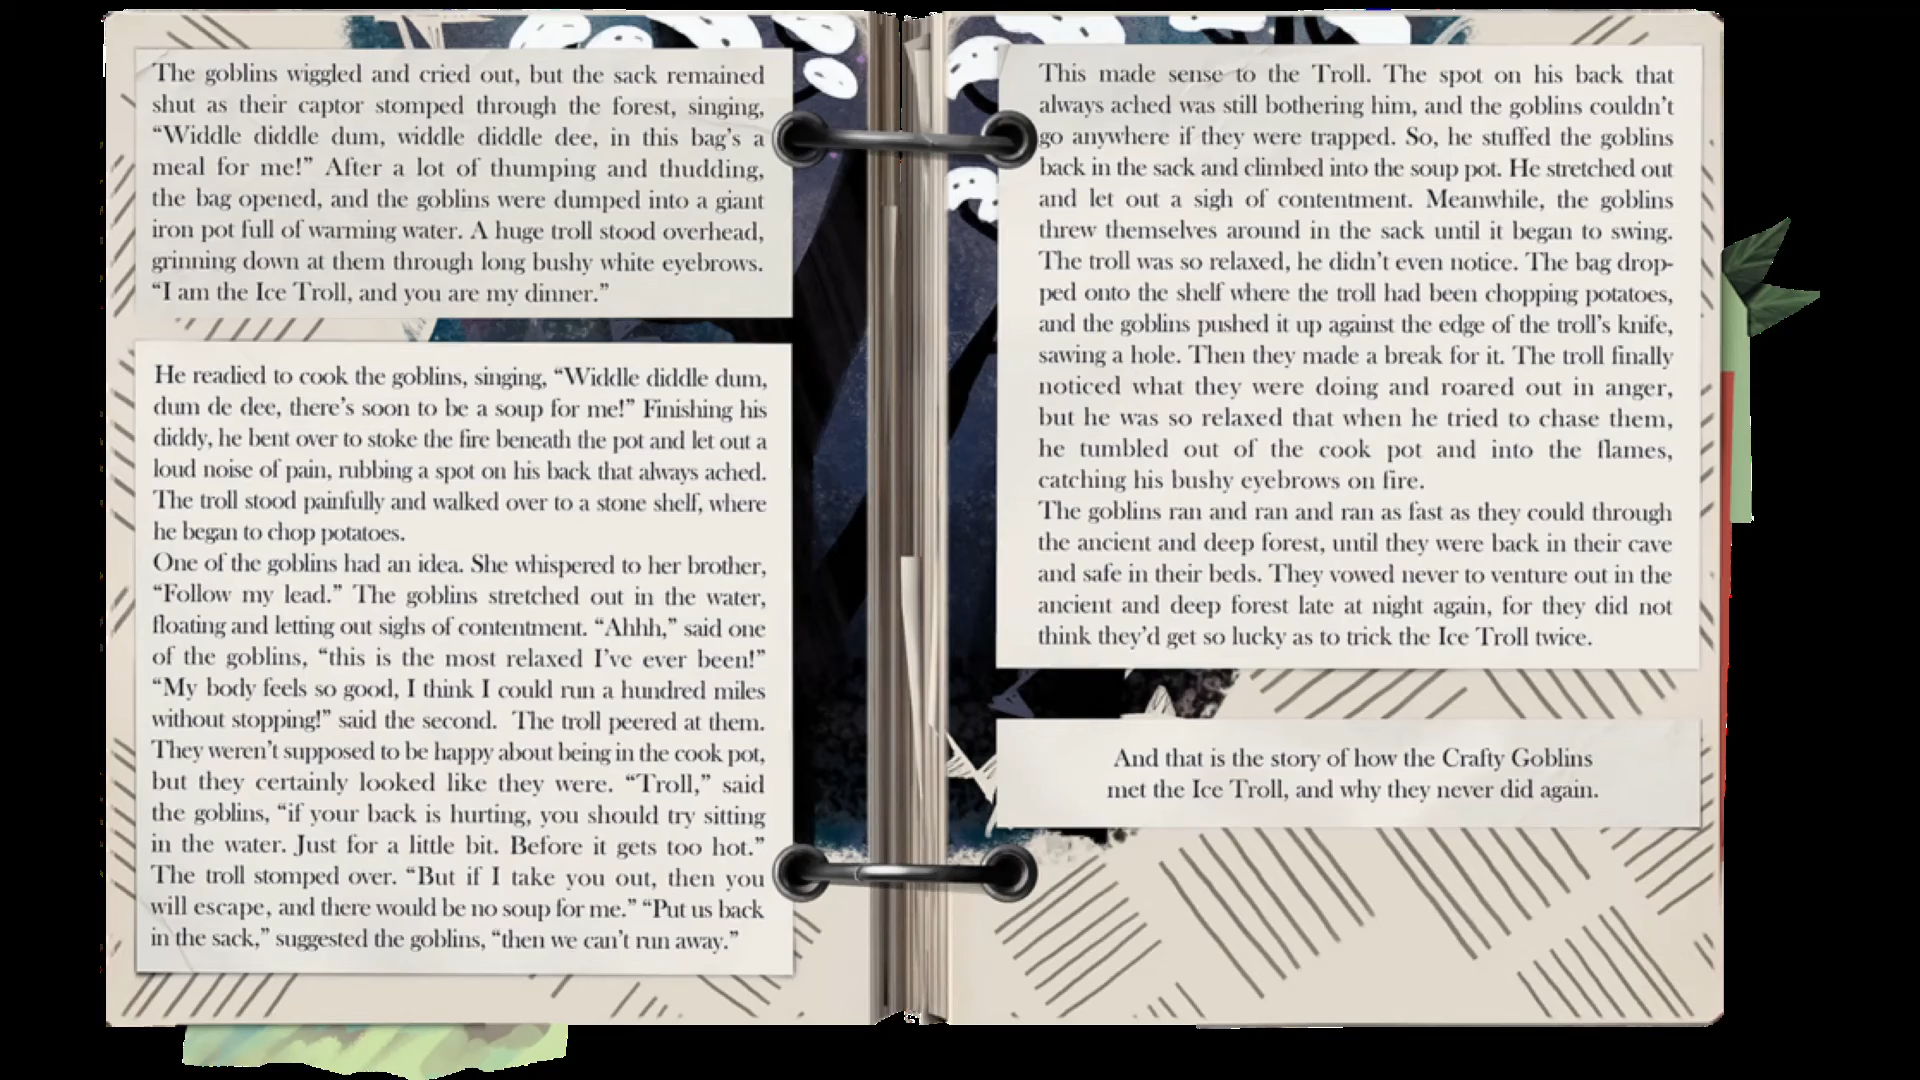 The goblins wiggled and cried out, but the sack remained
shut as their captor stomped through the forest, singing,
“Widdle diddle dum, widdle diddle dee, in this bag’s a
meal for me!” After a lot of thumping and thudding,
the bag opened, and the goblins were dumped into a giant
iron pot full of warming water. A huge troll stood overhead,
grinning down at them through long bushy white eyebrows.
“I am the Ice Troll, and you are my dinner.”
He readied to cook the goblins, singing, “Widdle diddle dum,
dum de dee, there’s soon to be a soup for me!” Finishing his
diddy, he bent over to stoke the fire beneath the pot and let out a
loud noise of pain, rubbing a spot on his back that always ached.
The troll stood painfully and walked over to a stone shelf, where
he began to chop potatoes.
One of the goblins had an idea. She whispered to her brother,
“Follow my lead.” The goblins stretched out in the water,
floating and letting out sighs of contentment. “Ahhh,” said one
of the goblins, “this is the most relaxed I’ve ever been!”
“My body feels so good, I think I could run a hundred miles
without stopping!” said the second. The troll peered at them.
They weren’t supposed to be happy about being in the cook pot,
but they certainly looked like they were. “Troll,” said
the goblins, “if your back is hurting, you should try sitting
in the water. Just for a little bit. Before it gets too hot.”
The troll stomped over. “But if I take you out, then you
will escape, and there would be no soup for me.” “Put us back
in the sack,” suggested the goblins, “then we can’t run away.”
This made sense to the Troll. The spot on his back that
always ached was still bothering him, and the goblins couldn’t
go anywhere if they were trapped. So, he stuffed the goblins
back in the sack and climbed into the soup pot. He stretched out
and let out a sigh of contentment. Meanwhile, the goblins
threw themselves around in the sack until it began to swing.
The troll was so relaxed, he didn’t even notice. The bag drop-
ped onto the shelf where the troll had been chopping potatoes,
and the goblins pushed it up against the edge of the troll’s knife,
sawing a hole. Then they made a break for it. The troll finally
noticed what they were doing and roared out in anger,
but he was so relaxed that when he tried to chase them,
he tumbled out of the cook pot and into the flames,
catching his bushy eyebrows on fire.
The goblins ran and ran and ran as fast as they could through
the ancient and deep forest, until they were back in their cave
and safe in their beds. They vowed never to venture out in the
ancient and deep forest late at night again, for they did not
think they’d get so lucky as to trick the Ice Troll twice.
And that is the story of how the Crafty Goblins
met the Ice Troll, and why they never did again.